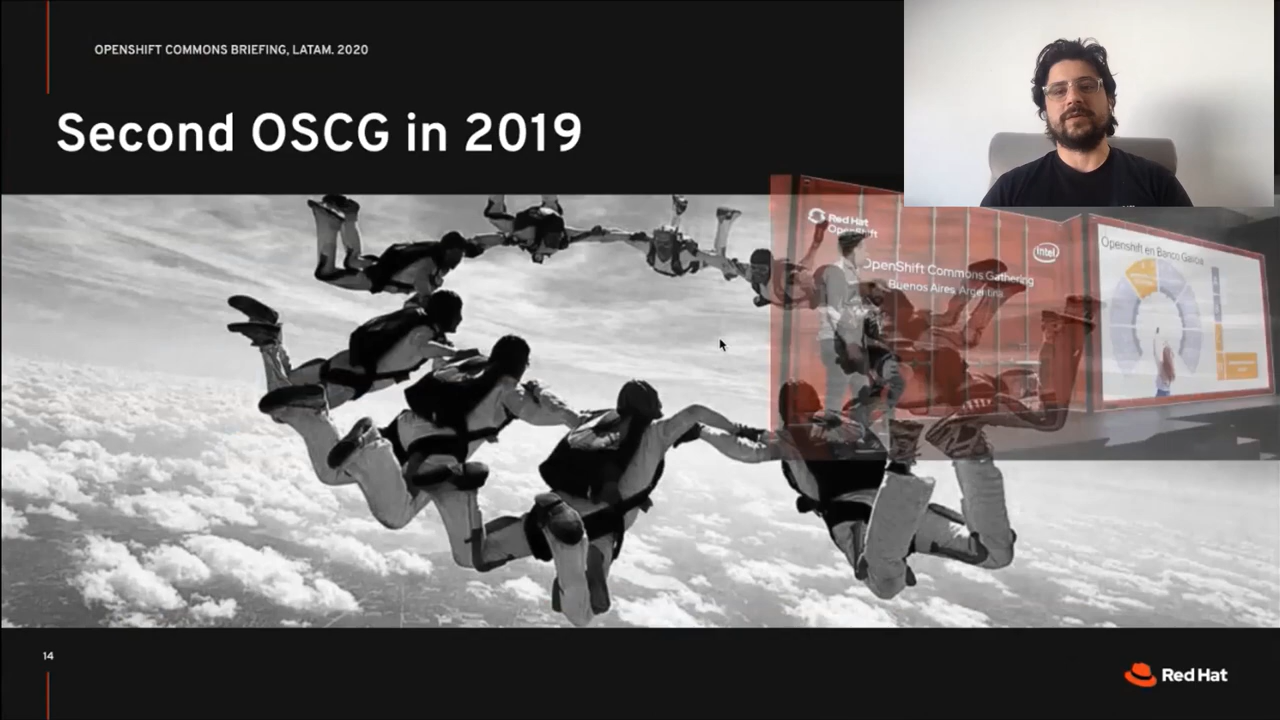 OPENSHIFT COMMONS BRIEFING, LATAM. 2020
Second OSCG in 2019
Red Hat
OpenShift
intel
OpenShift Commons Gathering
Buenos Aires, Argentina
Openshift en Banco Galicia
14
Red Hat